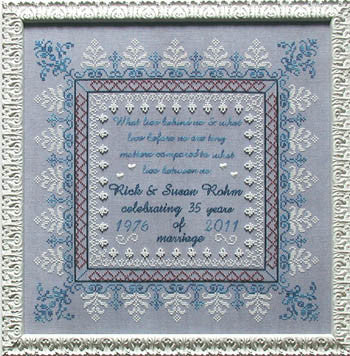 What lies behind us & what
lies before us are tiny
matters compared to what
lies between us
Rick & Susan Rohm
celebrating 35 years
1976 of 2011
marriage